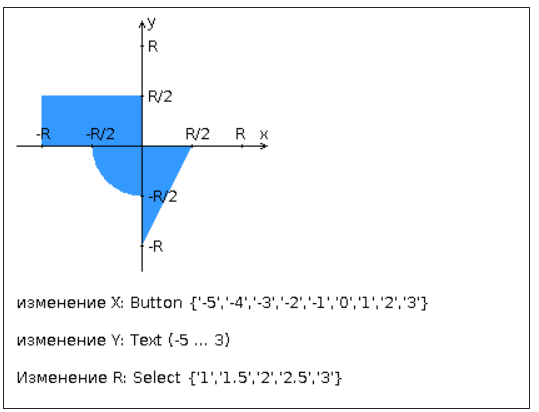 y
R
R/2
-R -R/2 R/2 R x
-R/2
-R
изменение X: Button {'-5','-4','-3','-2','-1','0','1','2','3'}
изменение Y: Text (-5 ... 3)
Изменение R: Select {'1','1.5','2','2.5','3'}